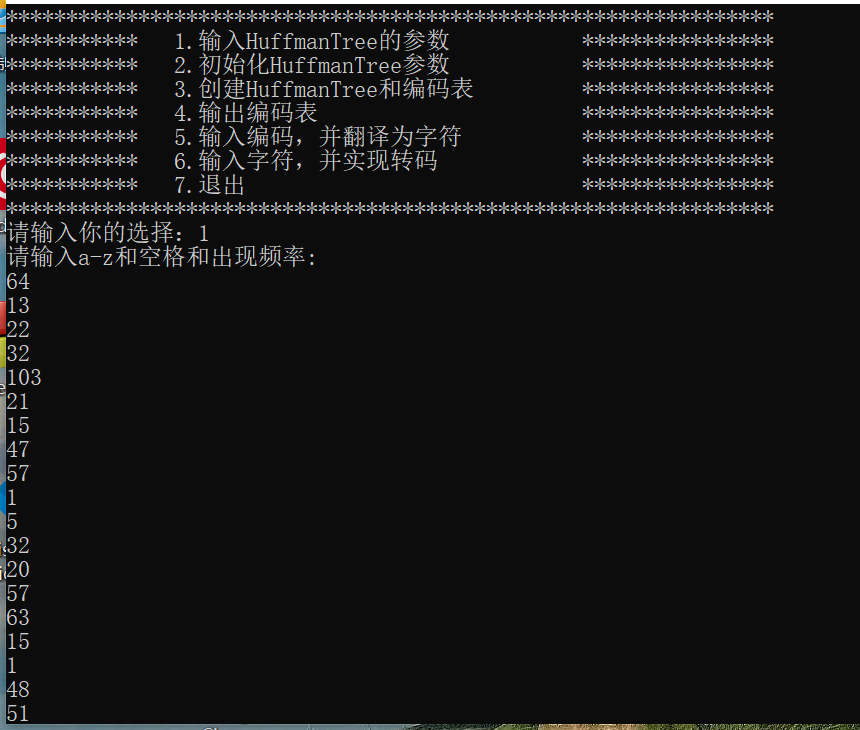 ****************************************************************
***********   1.输入HuffmanTree的参数           ****************
***********   2.初始化HuffmanTree参数           ****************
***********   3.创建HuffmanTree和编码表         ****************
***********   4.输出编码表                      ****************
***********   5.输入编码，并翻译为字符          ****************
***********   6.输入字符，并实现转码            ****************
***********   7.退出                            ****************
****************************************************************
请输入你的选择：1
请输入a-z和空格和出现频率:
64
13
22
32
103
21
15
47
57
1
5
32
20
57
63
15
1
48
51